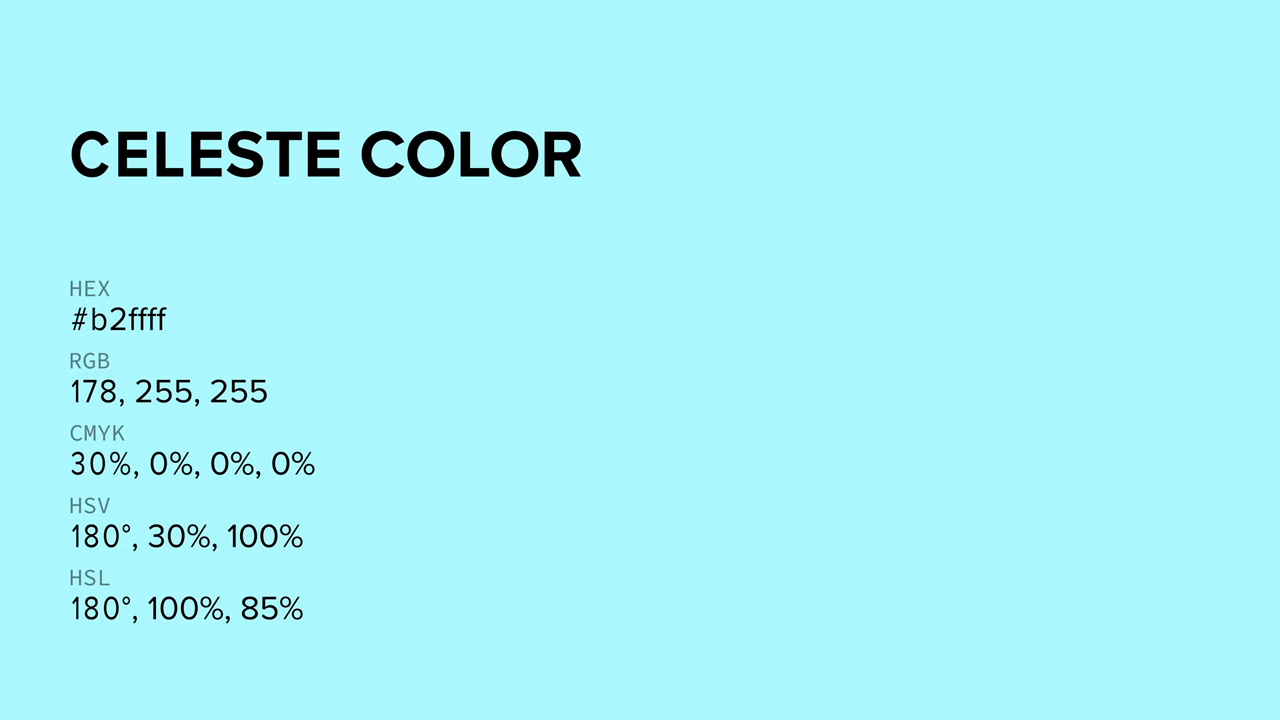 CELESTE COLOR
HEX
#b2ffff
RGB
178, 255, 255
CMYK
30%, 0%, 0%, 0%
HSV
180°, 30%, 100%
HSL
180°, 100%, 85%